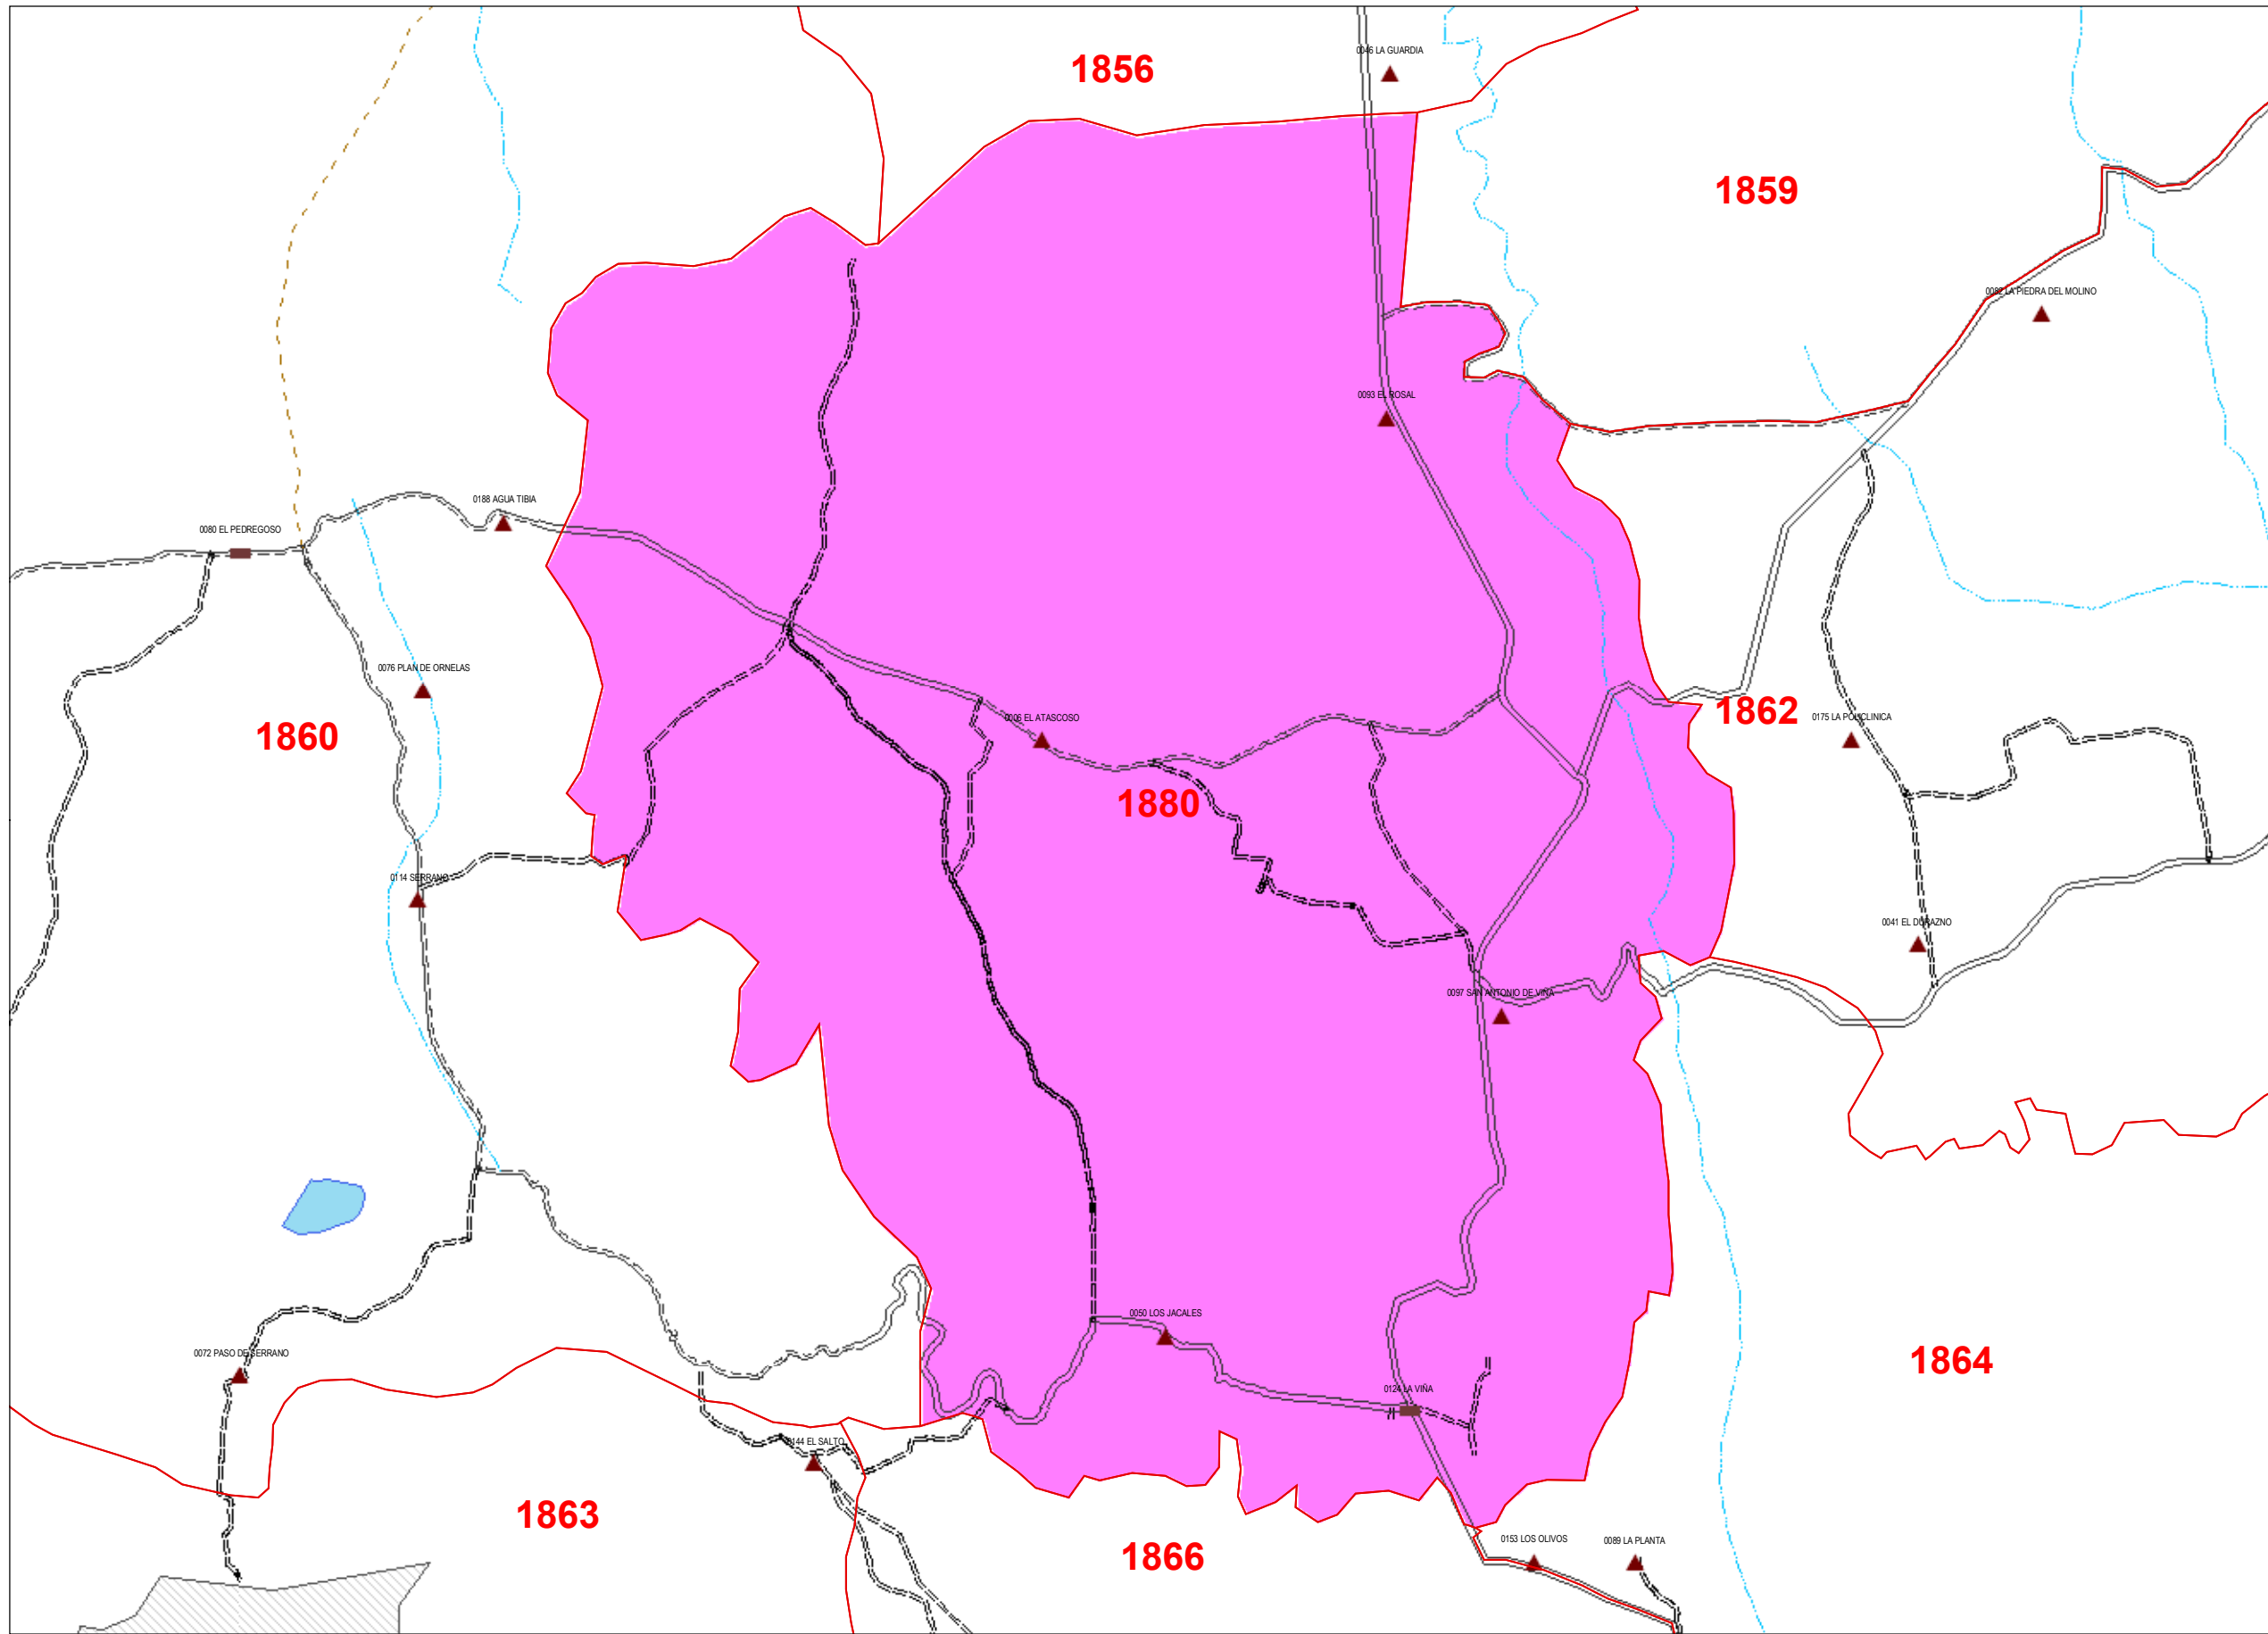 0046 LA GUARDIA
1856
1859
0082 LA PIEDRA DEL MOLINO
0093 EL ROSAL
0188 AGUA TIBIA
0080 EL PEDREGOSO
0076 PLAN DE ORNELAS
1860
0006 EL ATASCOSO
1862
0175 LA POLICLINICA
1880
0114 SERRANO
0041 EL DURAZNO
0097 SAN ANTONIO DE VIÑA
0050 LOS JACALES
0072 PASO DE SERRANO
1864
0124 LA VIÑA
0144 EL SALTO
1863
0153 LOS OLIVOS
0089 LA PLANTA
1866